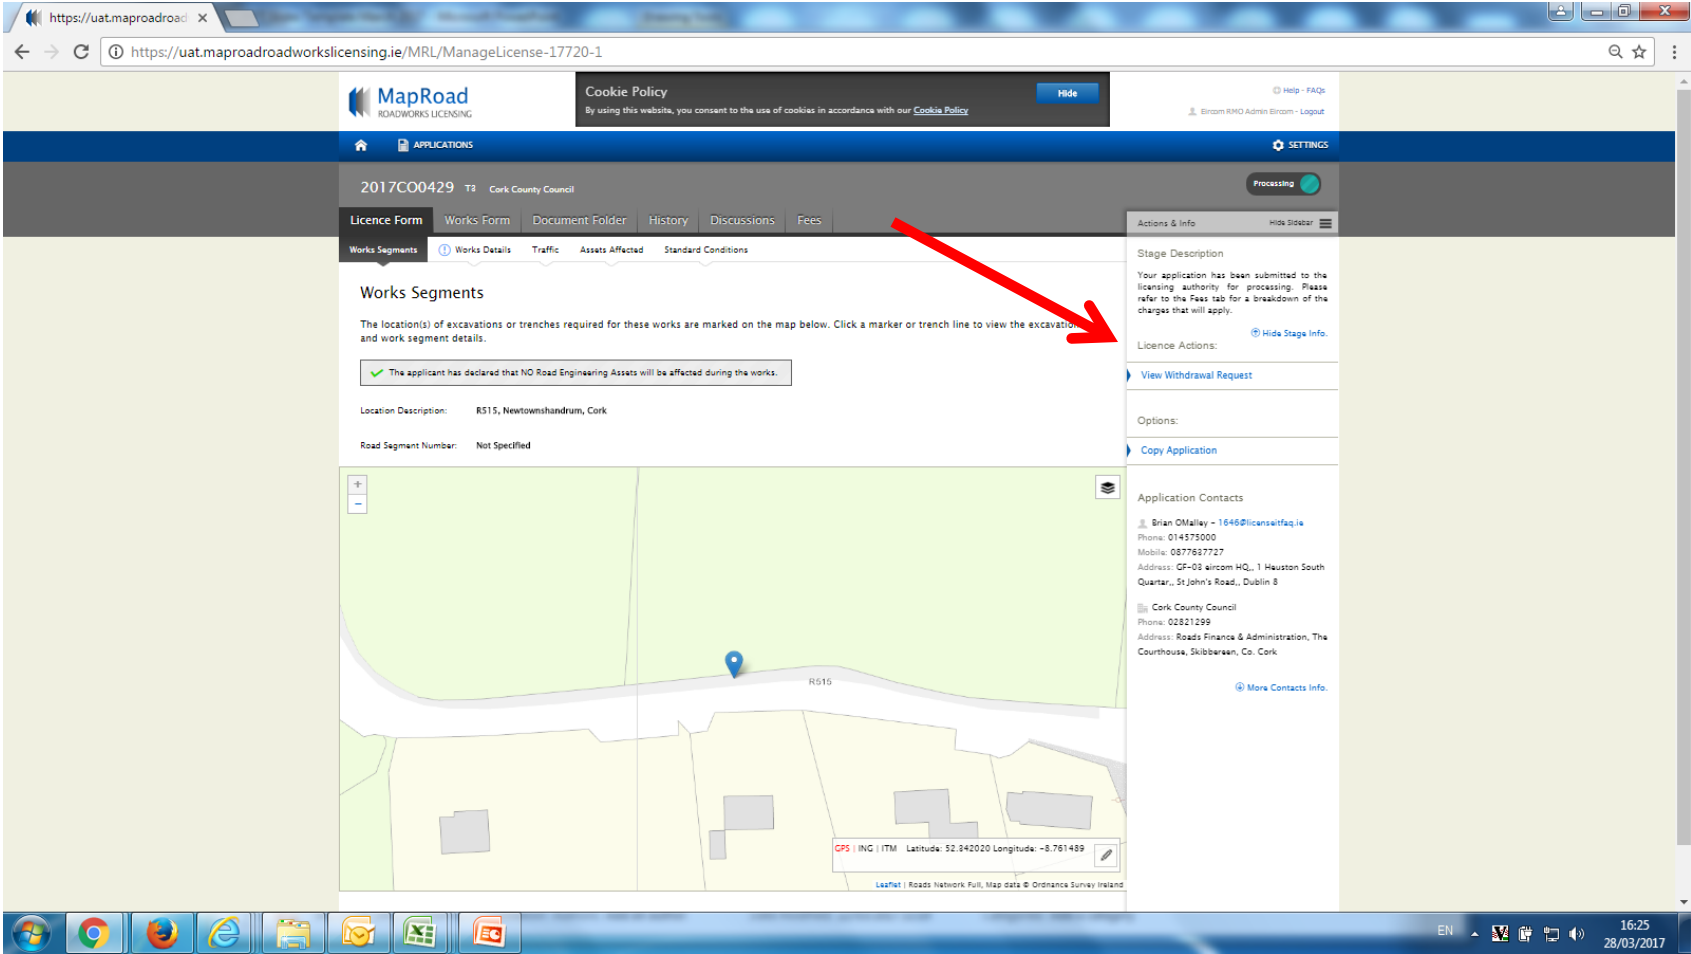 https://uat.maproadroad
https://uat.maproadroadworkslicensing.ie/MRL/ManageLicense-17720-1
MapRoad
ROADWORKS LICENSING
Cookie Policy
By using this website, you consent to the use of cookies in accordance with our Cookie Policy
Hide
Help - FAQs
Eircom RMO Admin Eircom - Logout
APPLICATIONS
SETTINGS
2017CO0429 T3 Cork County Council
Processing
Licence Form Works Form Document Folder History Discussions Fees
Actions & Info Hide Sidebar
Works Segments Works Details Traffic Assets Affected Standard Conditions
Works Segments
The location(s) of excavations or trenches required for these works are marked on the map below. Click a marker or trench line to view the excavation
and work segment details.
The applicant has declared that NO Road Engineering Assets will be affected during the works.
Location Description: R515, Newtownshandrum, Cork
Road Segment Number: Not Specified
+
−
R515
GPS | ING | ITM Latitude: 52.342020 Longitude: -8.761489
Leaflet | Roads Network Full, Map data © Ordnance Survey Ireland
Stage Description
Your application has been submitted to the
licensing authority for processing. Please
refer to the Fees tab for a breakdown of the
charges that will apply.
Hide Stage Info.
Licence Actions:
View Withdrawal Request
Options:
Copy Application
Application Contacts
Brian OMalley - 1646@licenseitfaq.ie
Phone: 014575000
Mobile: 0877637727
Address: GF-03 eircom HQ,, 1 Heuston South
Quarter,, St John's Road,, Dublin 8
Cork County Council
Phone: 02821299
Address: Roads Finance & Administration, The
Courthouse, Skibbereen, Co. Cork
More Contacts Info.
EN
16:25
28/03/2017